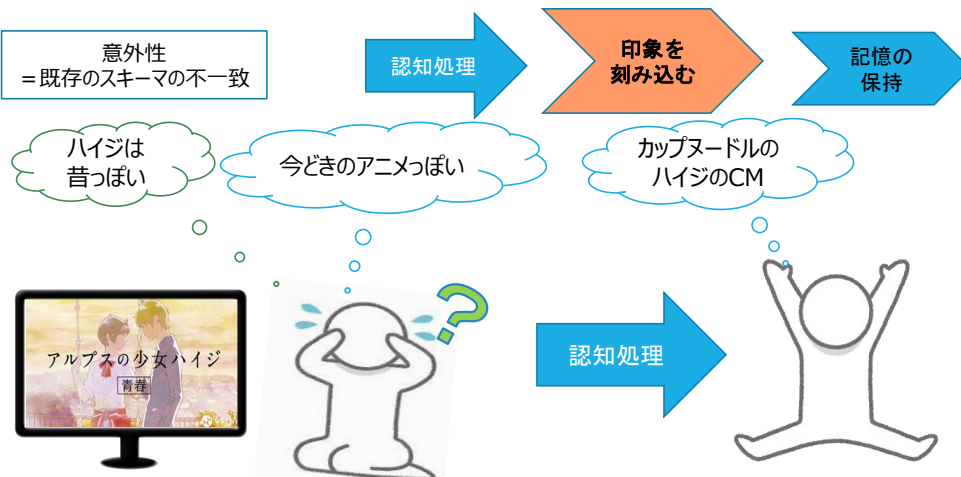 意外性
＝既存のスキーマの不一致
認知処理
印象を
刻み込む
記憶の
保持
ハイジは
昔っぽい
今どきのアニメっぽい
カップヌードルの
ハイジのCM
?
アルプスの少女ハイジ
青春
認知処理